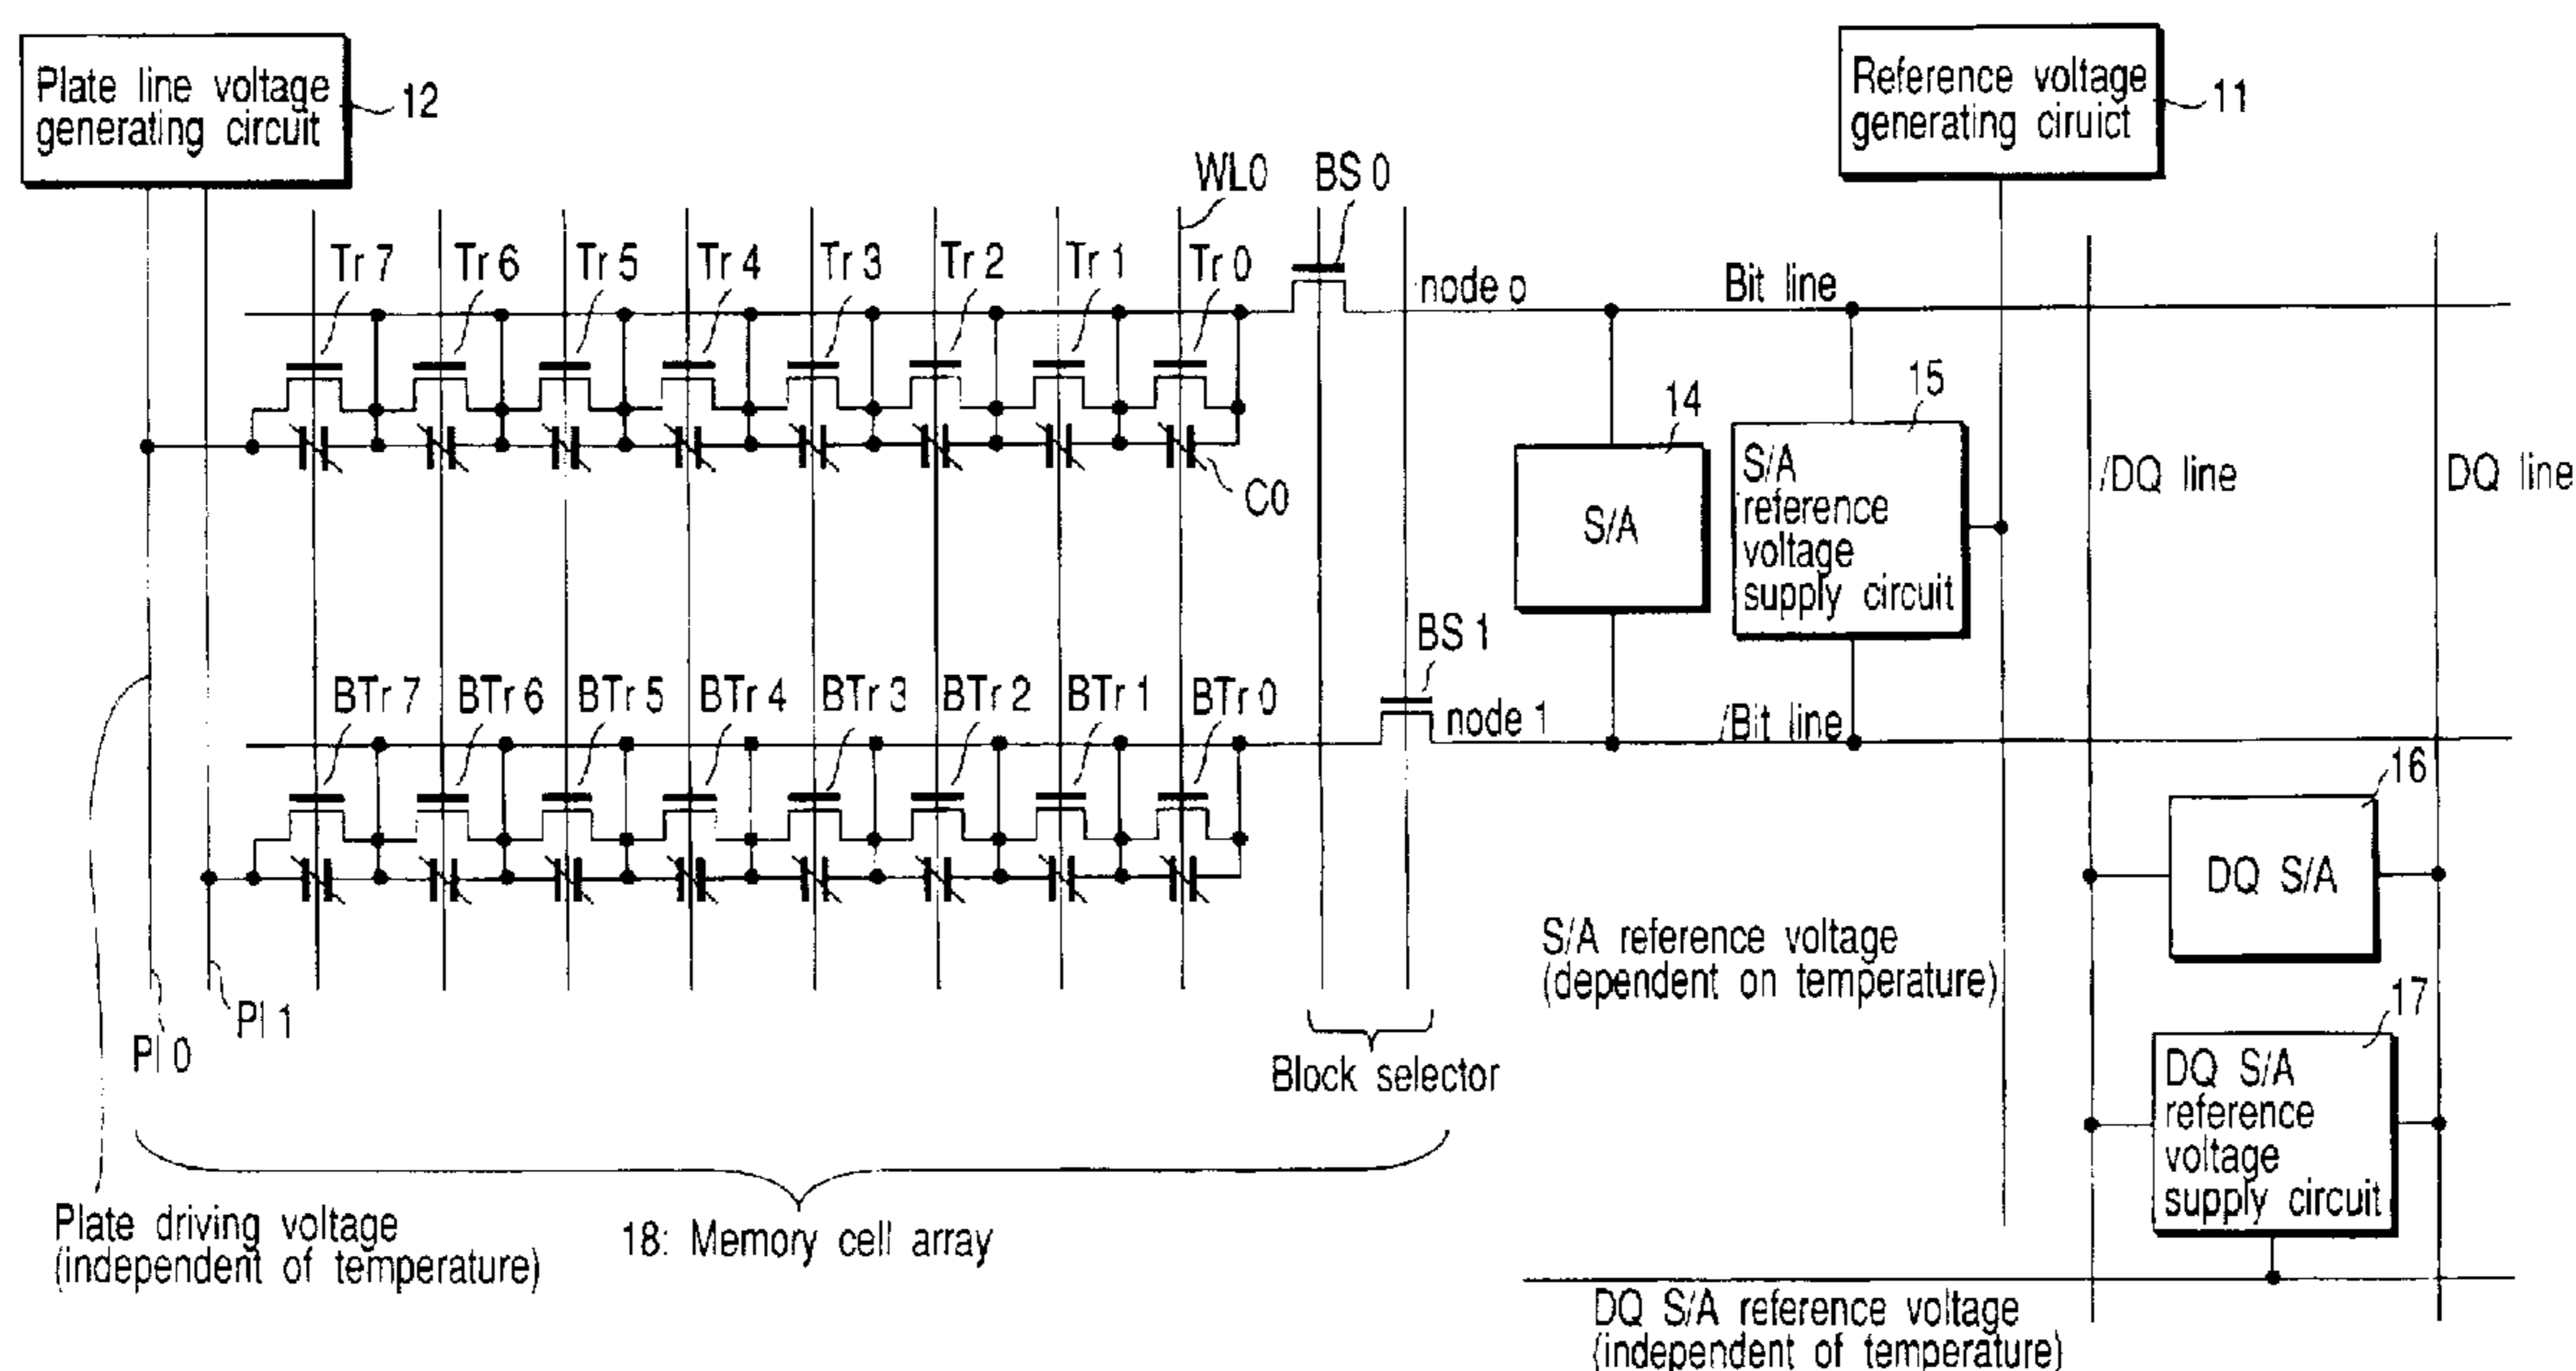 Plate line voltage
generating circuit
12
Reference voltage
generating ciruict
11
WL0
BS 0
Tr 7
Tr 6
Tr 5
Tr 4
Tr 3
Tr 2
Tr 1
Tr 0
node o
Bit line
C0
14
S/A
15
S/A
reference
voltage
supply circuit
/DQ line
DQ line
BS 1
BTr 7
BTr 6
BTr 5
BTr 4
BTr 3
BTr 2
BTr 1
BTr 0
node 1
/Bit line
16
DQ S/A
S/A reference voltage
(dependent on temperature)
17
DQ S/A
reference
voltage
supply circuit
Pl 0
Pl 1
Block selector
Plate driving voltage
(independent of temperature)
18: Memory cell array
DQ S/A reference voltage
(independent of temperature)